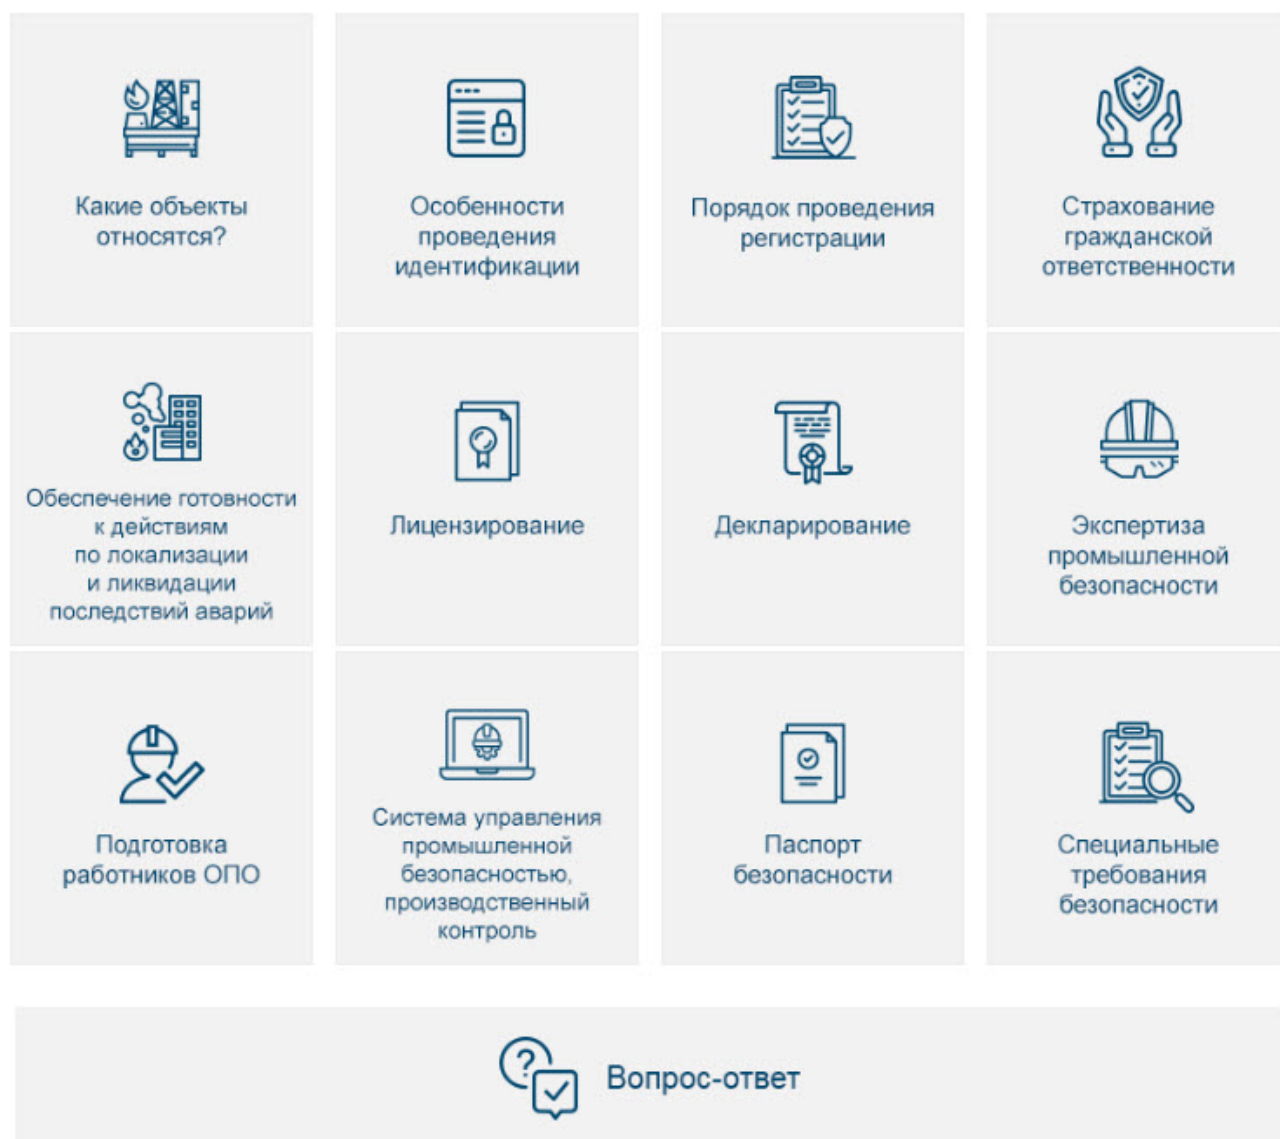 Какие объекты
относятся?
Особенности
проведения
идентификации
Порядок проведения
регистрации
Страхование
гражданской
ответственности
Обеспечение готовности
к действиям
по локализации
и ликвидации
последствий аварий
Лицензирование
Декларирование
Экспертиза
промышленной
безопасности
Подготовка
работников ОПО
Система управления
промышленной
безопасностью,
производственный
контроль
Паспорт
безопасности
Специальные
требования
безопасности
Вопрос-ответ